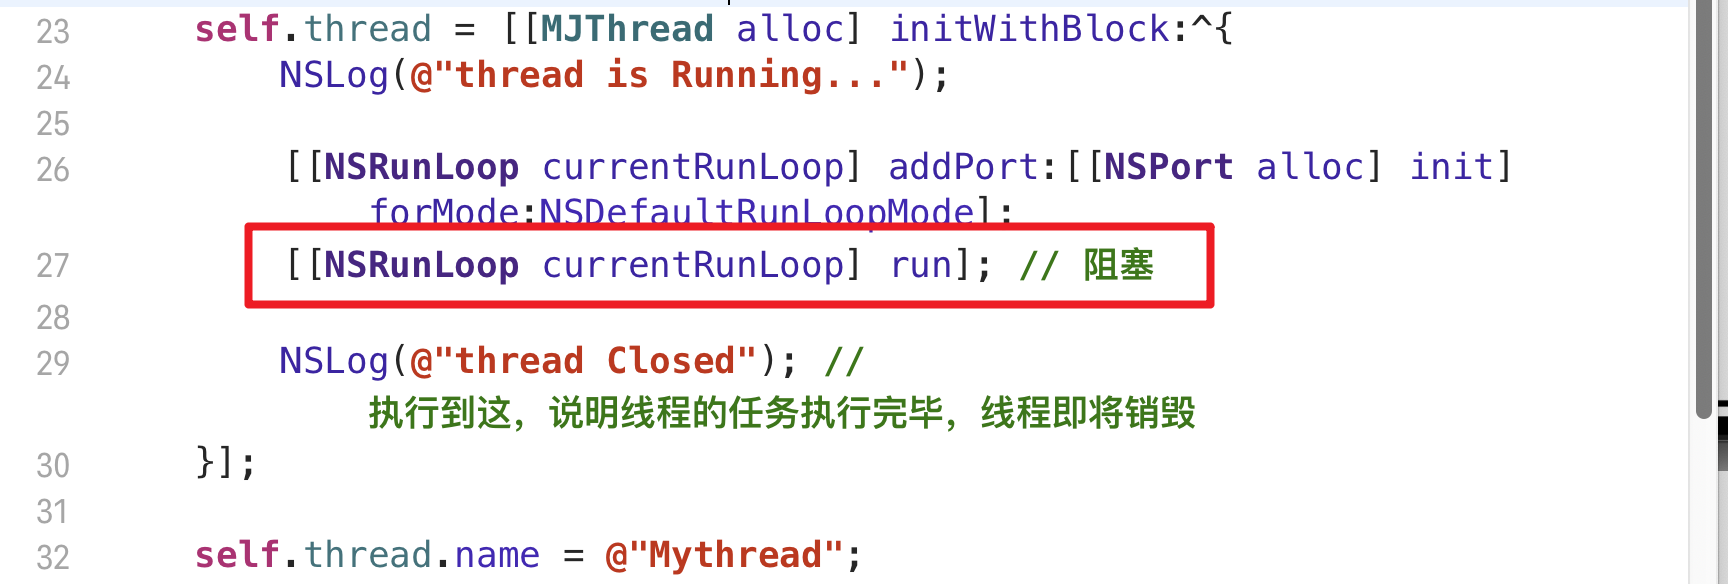 23 self.thread = [[MJThread alloc] initWithBlock:^{
24 NSLog(@"thread is Running...");
25
26 [[NSRunLoop currentRunLoop] addPort:[[NSPort alloc] init]
forMode:NSDefaultRunLoopMode];
27 [[NSRunLoop currentRunLoop] run]; // 阻塞
28
29 NSLog(@"thread Closed"); //
执行到这，说明线程的任务执行完毕，线程即将销毁
30 }];
31
32 self.thread.name = @"Mythread";